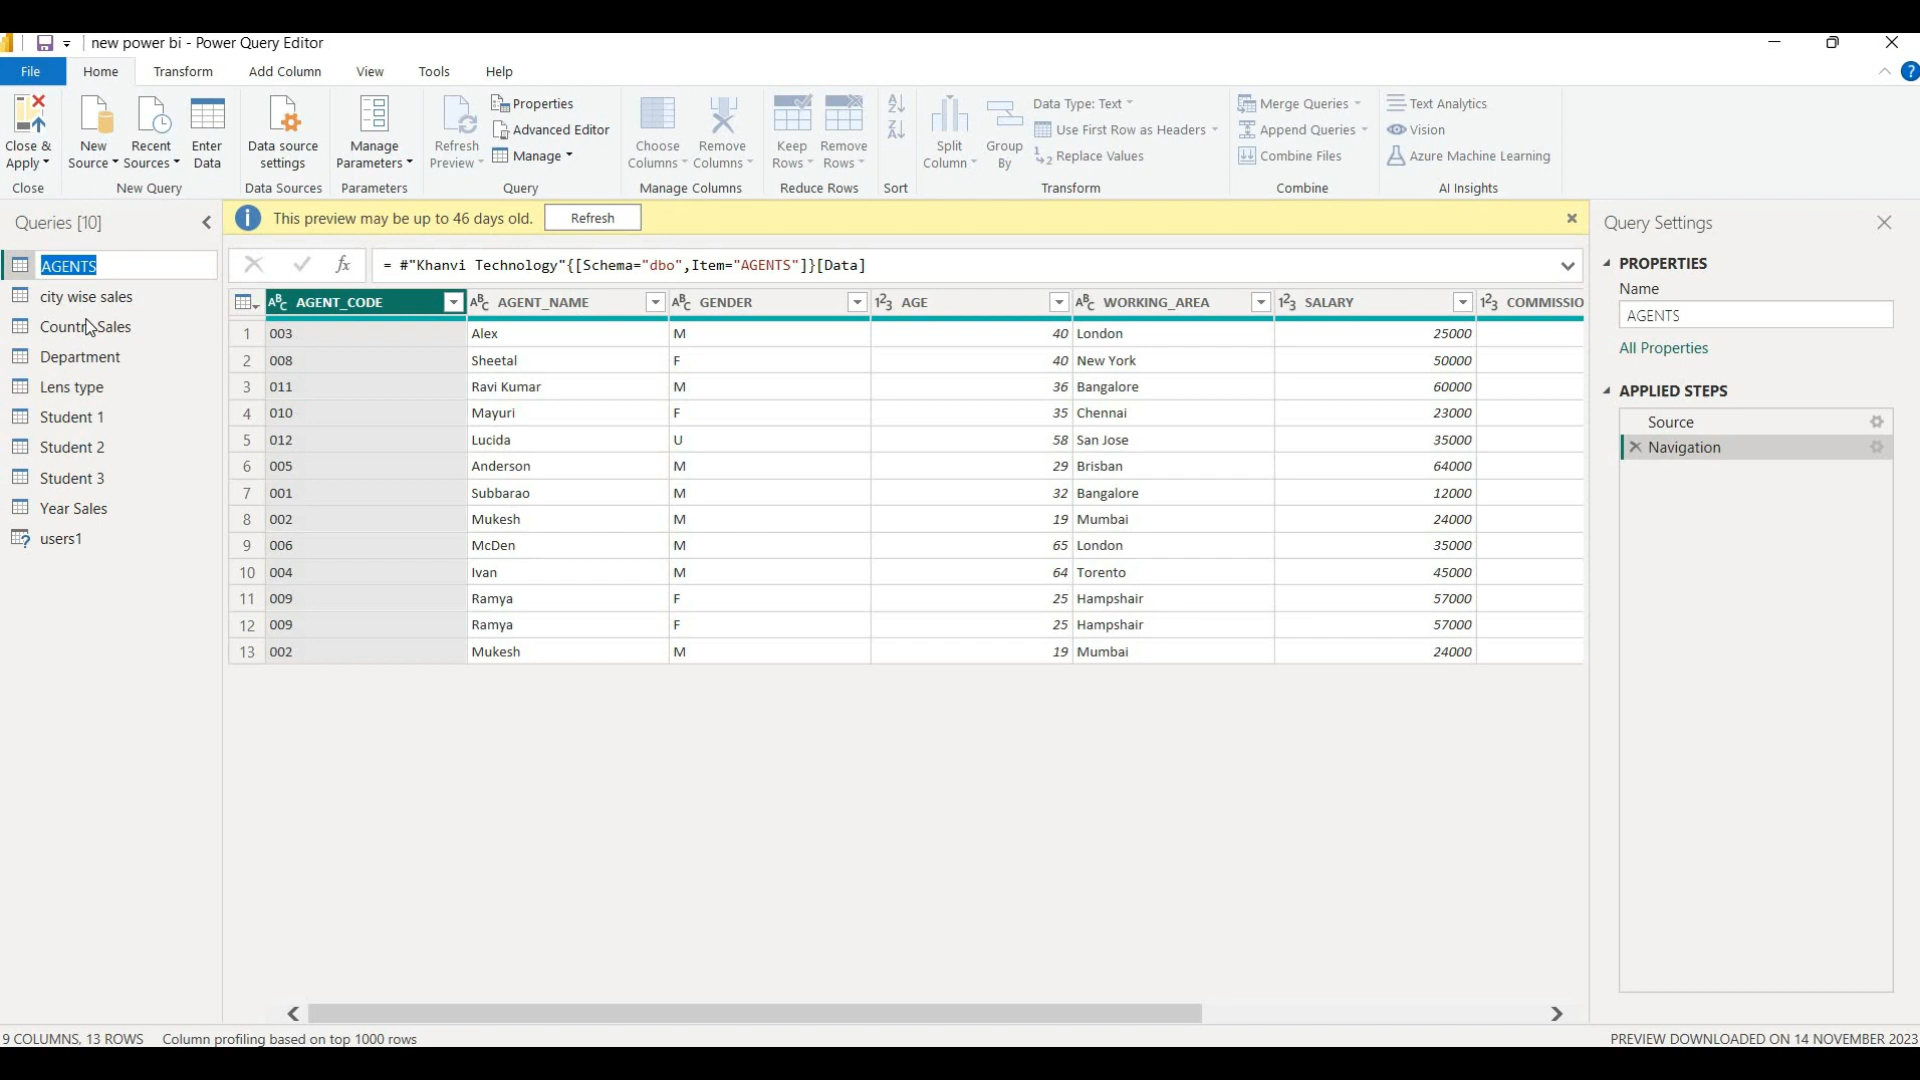 new power bi - Power Query Editor
File Home Transform Add Column View Tools Help
Close & Apply
New Source
Recent Sources
Enter Data
Data source settings
Manage Parameters
Refresh Preview
Properties
Advanced Editor
Manage
Choose Columns
Remove Columns
Keep Rows
Remove Rows
Split Column
Group By
Data Type: Text
Use First Row as Headers
Replace Values
Merge Queries
Append Queries
Combine Files
Text Analytics
Vision
Azure Machine Learning
Close New Query Data Sources Parameters Query Manage Columns Reduce Rows Sort Transform Combine AI Insights
Queries [10]
AGENTS
city wise sales
Country Sales
Department
Lens type
Student 1
Student 2
Student 3
Year Sales
users1
This preview may be up to 46 days old. Refresh
fx = #"Khanvi Technology"{[Schema="dbo",Item="AGENTS"]}[Data]
ABC AGENT_CODE ABC AGENT_NAME ABC GENDER 123 AGE ABC WORKING_AREA 123 SALARY 123 COMMISSIO
1 003 Alex M 40 London 25000
2 008 Sheetal F 40 New York 50000
3 011 Ravi Kumar M 36 Bangalore 60000
4 010 Mayuri F 35 Chennai 23000
5 012 Lucida U 58 San Jose 35000
6 005 Anderson M 29 Brisban 64000
7 001 Subbarao M 32 Bangalore 12000
8 002 Mukesh M 19 Mumbai 24000
9 006 McDen M 65 London 35000
10 004 Ivan M 64 Torento 45000
11 009 Ramya F 25 Hampshair 57000
12 009 Ramya F 25 Hampshair 57000
13 002 Mukesh M 19 Mumbai 24000
Query Settings
PROPERTIES
Name
AGENTS
All Properties
APPLIED STEPS
Source
Navigation
9 COLUMNS, 13 ROWS Column profiling based on top 1000 rows
PREVIEW DOWNLOADED ON 14 NOVEMBER 2023